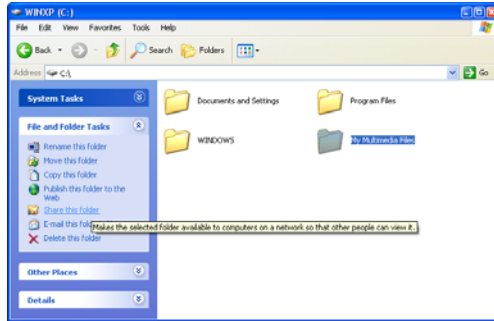 WINXP (C:)
File Edit View Favorites Tools Help
Back Search Folders
Address C:\ Go
System Tasks
File and Folder Tasks
Rename this folder
Move this folder
Copy this folder
Publish this folder to the
Web
Share this folder
E-mail this fol
Makes the selected folder available to computers on a network so that other people can view it.
Delete this folder
Other Places
Details
Documents and Settings Program Files
WINDOWS My Multimedia Files